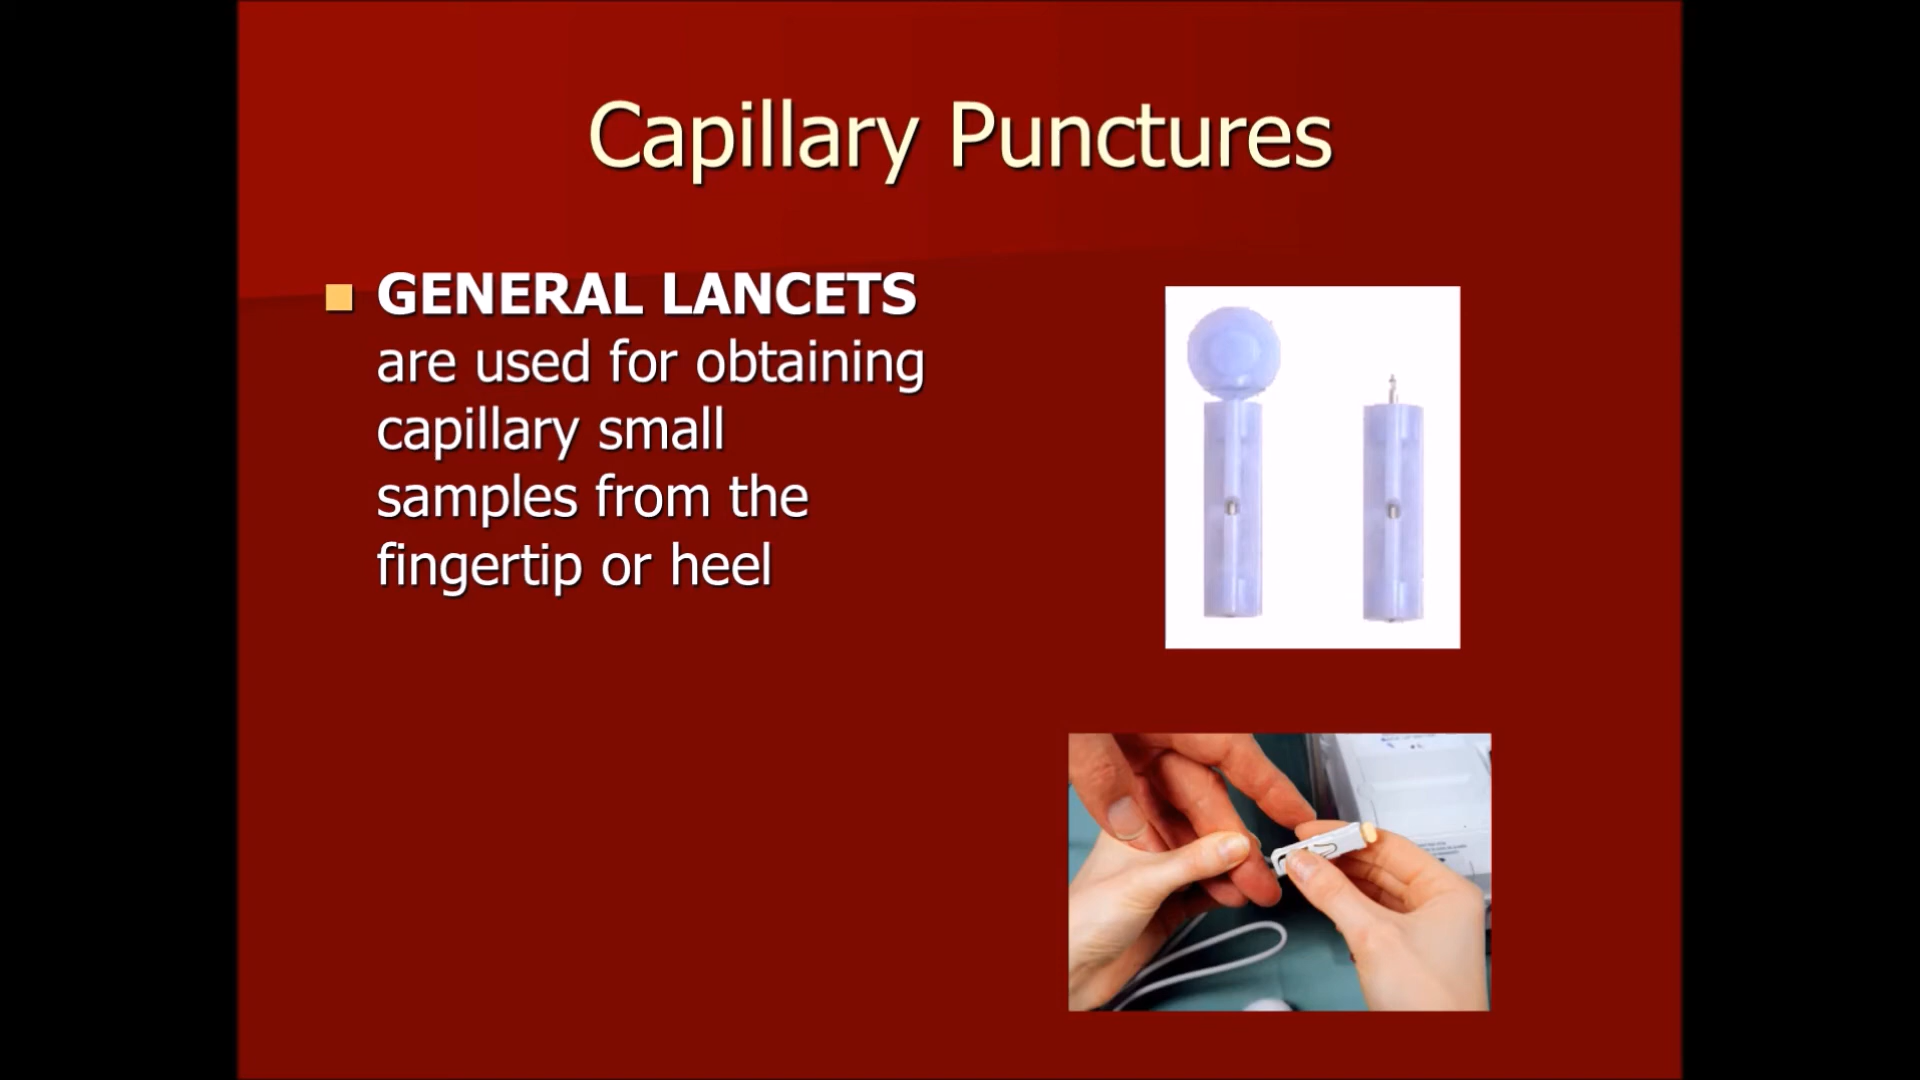 Capillary Punctures
GENERAL LANCETS
are used for obtaining
capillary small
samples from the
fingertip or heel